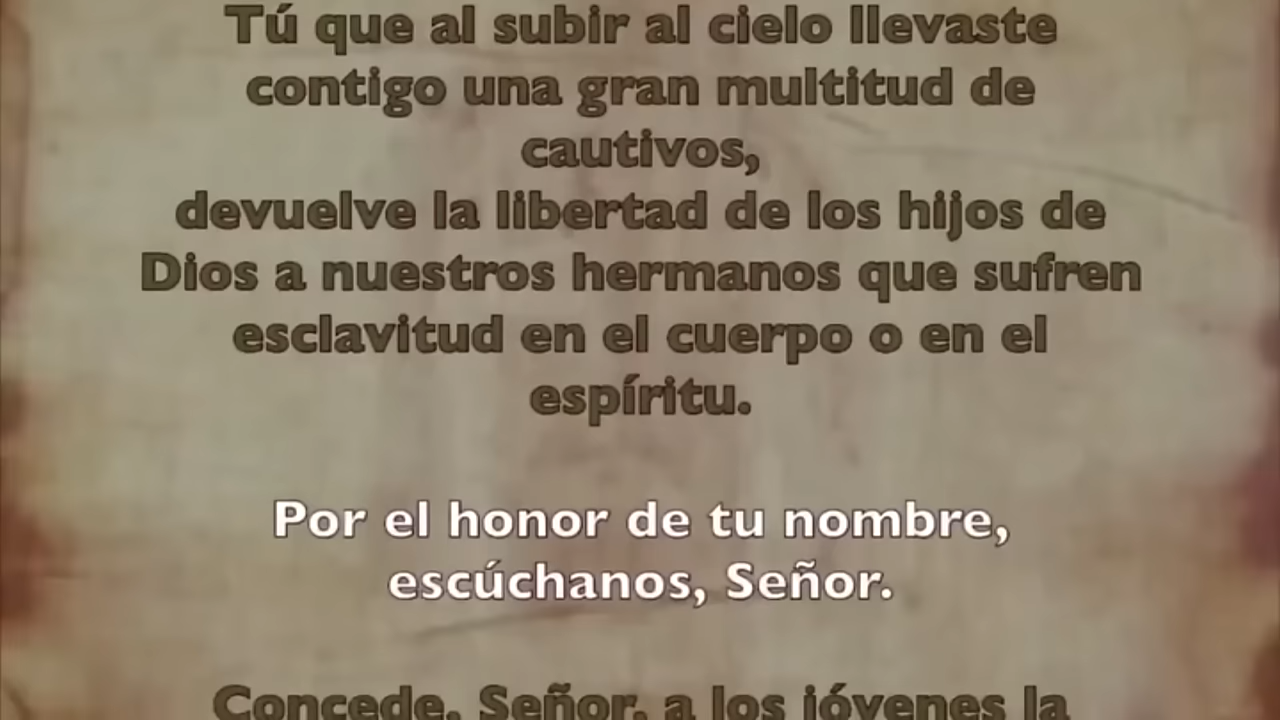 Tú que al subir al cielo llevaste
contigo una gran multitud de
cautivos,
devuelve la libertad de los hijos de
Dios a nuestros hermanos que sufren
esclavitud en el cuerpo o en el
espíritu.
Por el honor de tu nombre,
escúchanos, Señor.
Concede, Señor, a los jóvenes la